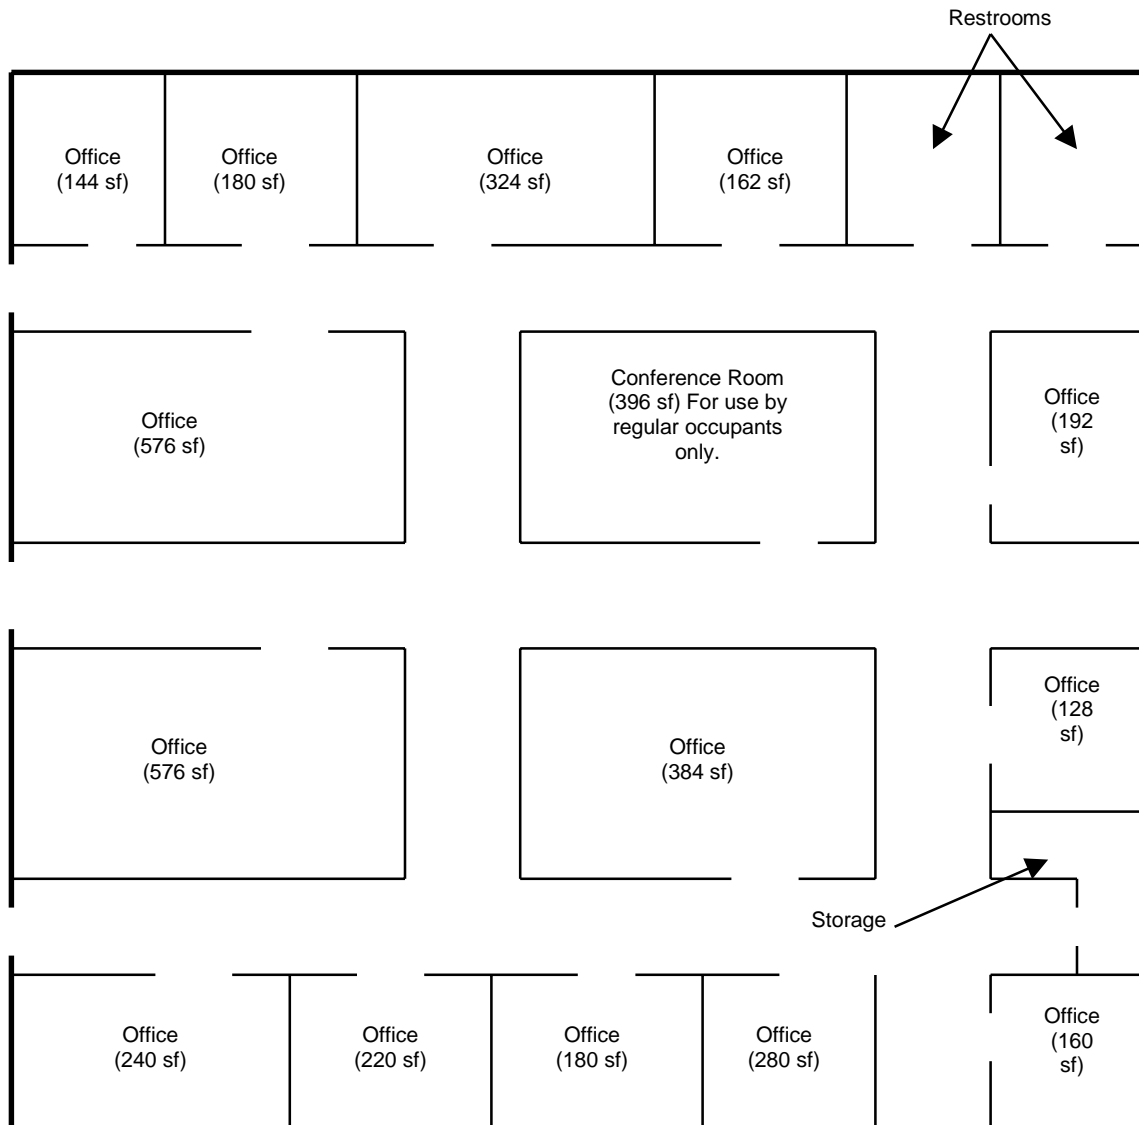 Restrooms
Office
(144 sf)
Office
(180 sf)
Office
(324 sf)
Office
(162 sf)
Office
(576 sf)
Conference Room
(396 sf) For use by
regular occupants
only.
Office
(192
sf)
Office
(576 sf)
Office
(384 sf)
Office
(128
sf)
Storage
Office
(240 sf)
Office
(220 sf)
Office
(180 sf)
Office
(280 sf)
Office
(160
sf)